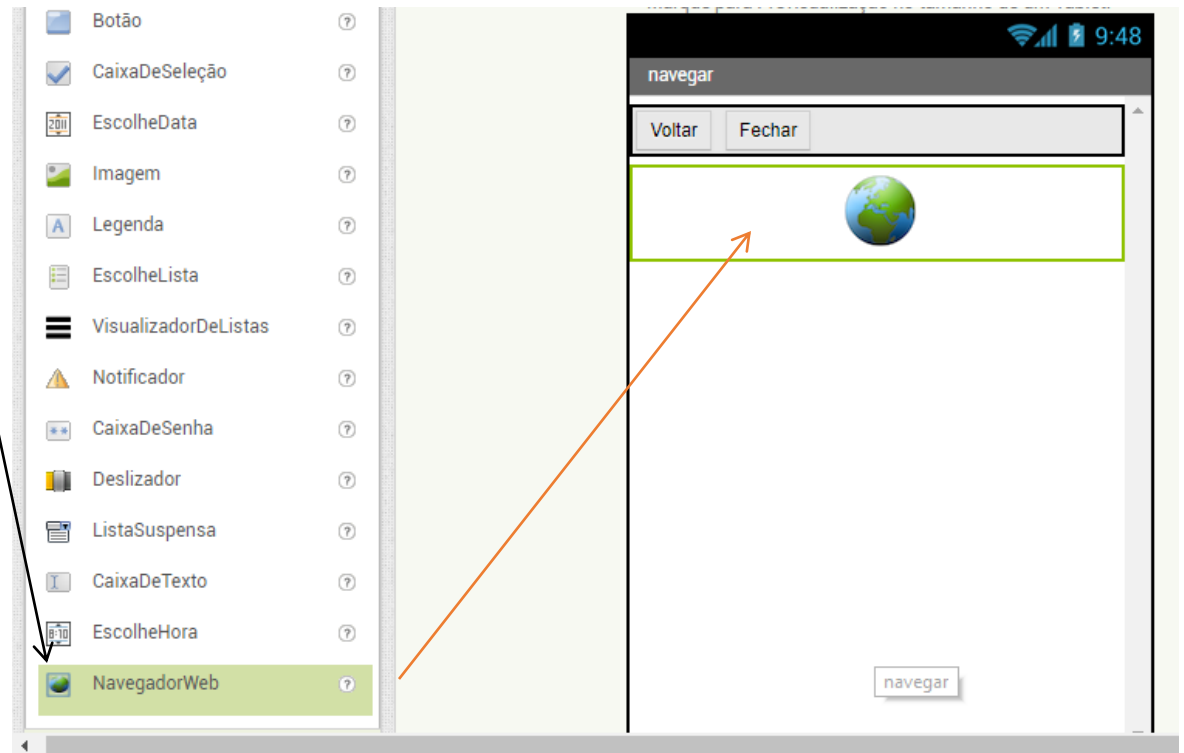 Botão
CaixaDeSeleção
EscolheData
Imagem
Legenda
EscolheLista
VisualizadorDeListas
Notificador
CaixaDeSenha
Deslizador
ListaSuspensa
CaixaDeTexto
EscolheHora
NavegadorWeb
9:48
navegar
Voltar Fechar
navegar